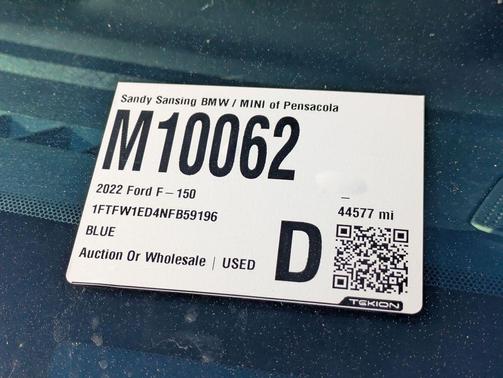 Sandy Sansing BMW / MINI of Pensacola
M10062
2022 Ford F-150
1FTFW1ED4NFB59196
44577 mi
BLUE
Auction Or Wholesale | USED
D
TEKION